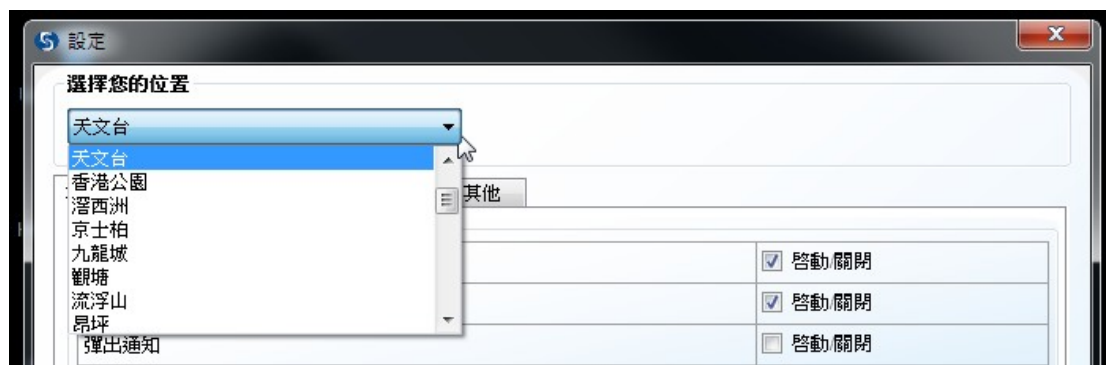 設定
選擇您的位置
天文台
天文台
香港公園
滘西洲
京士柏
九龍城
觀塘
流浮山
昂坪
其他
啓動/關閉
啓動/關閉
彈出通知
啓動/關閉